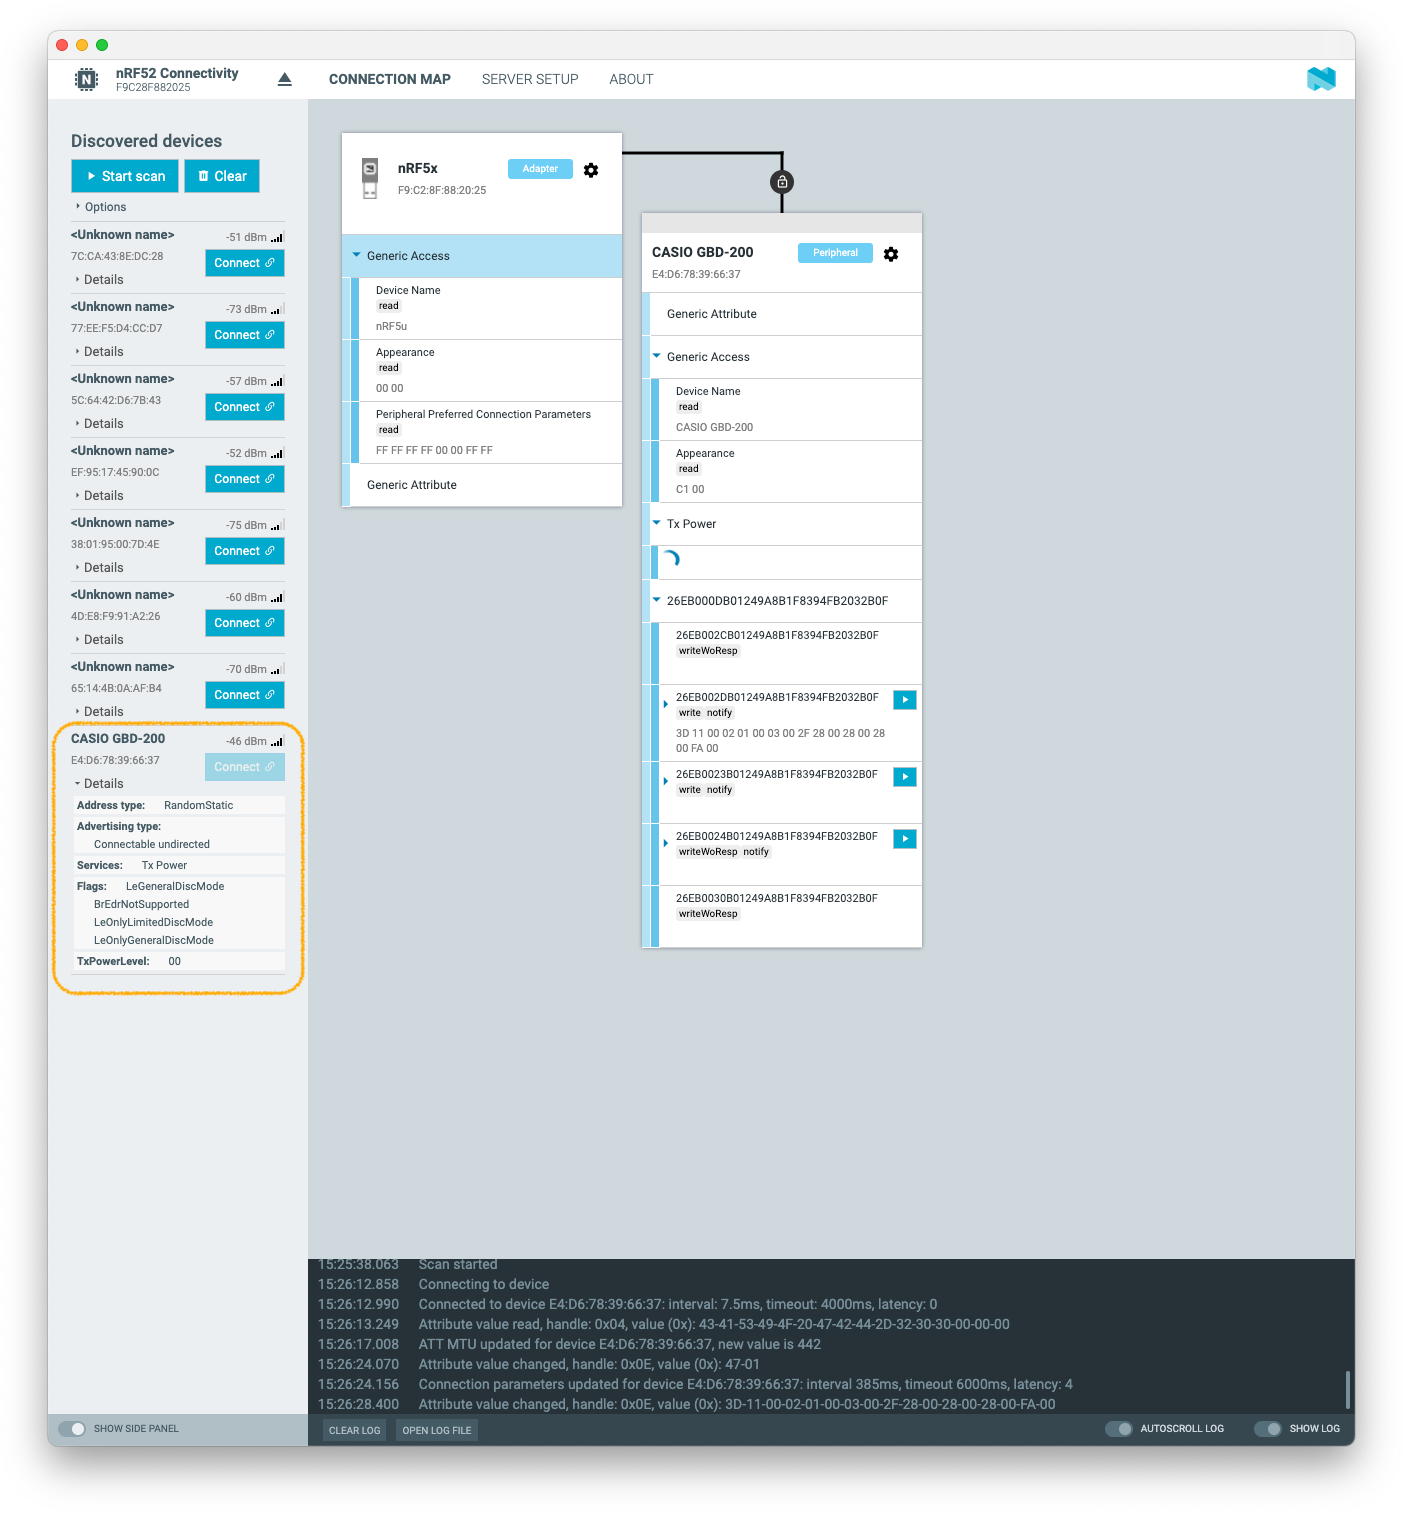 nRF52 Connectivity
F9C28F882025
CONNECTION MAP
SERVER SETUP
ABOUT
Discovered devices
Start scan
Clear
Options
<Unknown name>
-51 dBm
7C:CA:43:8E:DC:28
Connect
Details
<Unknown name>
-73 dBm
77:EE:F5:D4:CC:D7
Connect
Details
<Unknown name>
-57 dBm
5C:64:42:D6:7B:43
Connect
Details
<Unknown name>
-52 dBm
EF:95:17:45:90:0C
Connect
Details
<Unknown name>
-75 dBm
38:01:95:00:7D:4E
Connect
Details
<Unknown name>
-60 dBm
4D:E8:F9:91:A2:26
Connect
Details
<Unknown name>
-70 dBm
65:14:4B:0A:AF:B4
Connect
Details
CASIO GBD-200
-46 dBm
E4:D6:78:39:66:37
Connect
Details
Address type: RandomStatic
Advertising type:
Connectable undirected
Services: Tx Power
Flags: LeGeneralDiscMode
BrEdrNotSupported
LeOnlyLimitedDiscMode
LeOnlyGeneralDiscMode
TxPowerLevel: 00
SHOW SIDE PANEL
nRF5x
Adapter
F9:C2:8F:88:20:25
Generic Access
Device Name
read
nRF5u
Appearance
read
00 00
Peripheral Preferred Connection Parameters
read
FF FF FF FF 00 00 FF FF
Generic Attribute
CASIO GBD-200
Peripheral
E4:D6:78:39:66:37
Generic Attribute
Generic Access
Device Name
read
CASIO GBD-200
Appearance
read
C1 00
Tx Power
26EB000DB01249A8B1F8394FB2032B0F
26EB002CB01249A8B1F8394FB2032B0F
writeWoResp
26EB002DB01249A8B1F8394FB2032B0F
write notify
3D 11 00 02 01 00 03 00 2F 28 00 28 00 28
00 FA 00
26EB0023B01249A8B1F8394FB2032B0F
write notify
26EB0024B01249A8B1F8394FB2032B0F
writeWoResp notify
26EB0030B01249A8B1F8394FB2032B0F
writeWoResp
15:25:38.063 Scan started
15:26:12.858 Connecting to device
15:26:12.990 Connected to device E4:D6:78:39:66:37: interval: 7.5ms, timeout: 4000ms, latency: 0
15:26:13.249 Attribute value read, handle: 0x04, value (0x): 43-41-53-49-4F-20-47-42-44-2D-32-30-30-00-00-00
15:26:17.008 ATT MTU updated for device E4:D6:78:39:66:37, new value is 442
15:26:24.070 Attribute value changed, handle: 0x0E, value (0x): 47-01
15:26:24.156 Connection parameters updated for device E4:D6:78:39:66:37: interval 385ms, timeout 6000ms, latency: 4
15:26:28.400 Attribute value changed, handle: 0x0E, value (0x): 3D-11-00-02-01-00-03-00-2F-28-00-28-00-28-00-FA-00
CLEAR LOG
OPEN LOG FILE
AUTOSCROLL LOG
SHOW LOG